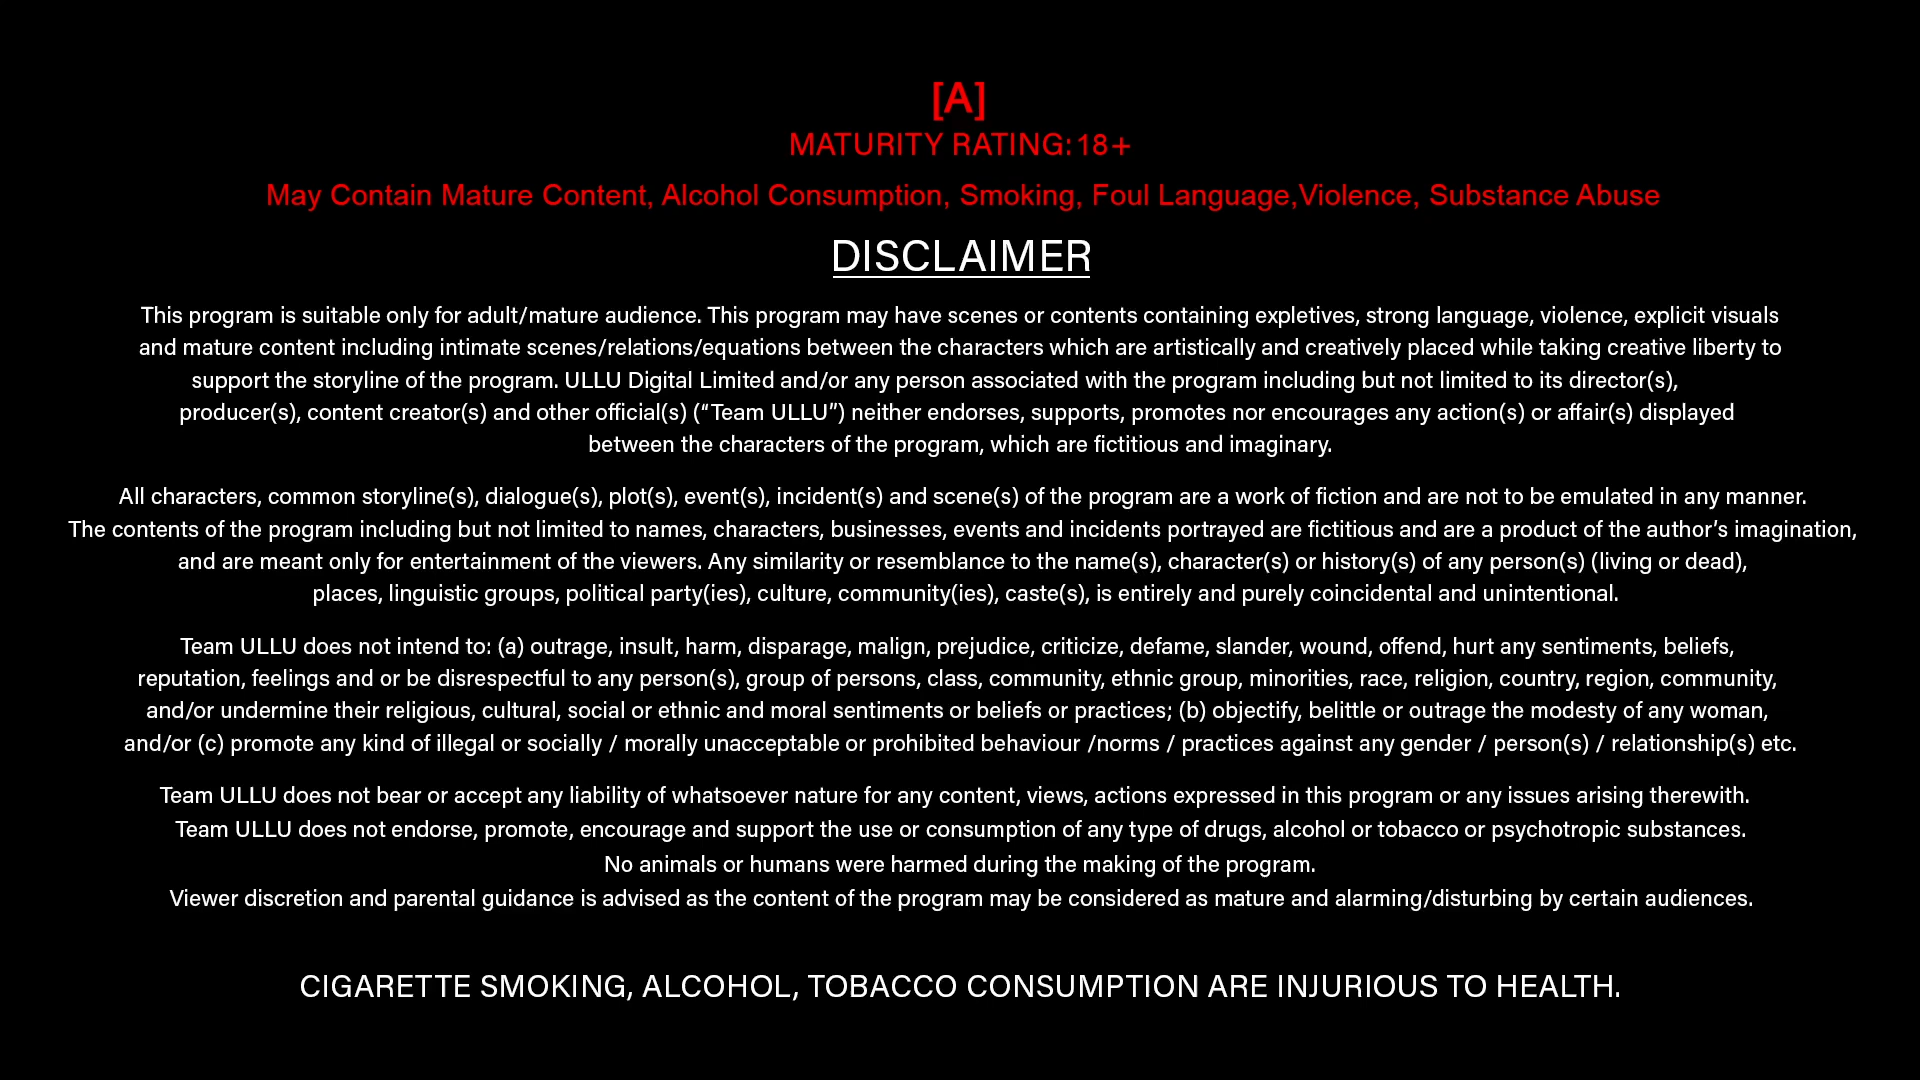 [A]
MATURITY RATING:18+
May Contain Mature Content, Alcohol Consumption, Smoking, Foul Language,Violence, Substance Abuse
DISCLAIMER
This program is suitable only for adult/mature audience. This program may have scenes or contents containing expletives, strong language, violence, explicit visuals
and mature content including intimate scenes/relations/equations between the characters which are artistically and creatively placed while taking creative liberty to
support the storyline of the program. ULLU Digital Limited and/or any person associated with the program including but not limited to its director(s),
producer(s), content creator(s) and other official(s) (“Team ULLU”) neither endorses, supports, promotes nor encourages any action(s) or affair(s) displayed
between the characters of the program, which are fictitious and imaginary.
All characters, common storyline(s), dialogue(s), plot(s), event(s), incident(s) and scene(s) of the program are a work of fiction and are not to be emulated in any manner.
The contents of the program including but not limited to names, characters, businesses, events and incidents portrayed are fictitious and are a product of the author’s imagination,
and are meant only for entertainment of the viewers. Any similarity or resemblance to the name(s), character(s) or history(s) of any person(s) (living or dead),
places, linguistic groups, political party(ies), culture, community(ies), caste(s), is entirely and purely coincidental and unintentional.
Team ULLU does not intend to: (a) outrage, insult, harm, disparage, malign, prejudice, criticize, defame, slander, wound, offend, hurt any sentiments, beliefs,
reputation, feelings and or be disrespectful to any person(s), group of persons, class, community, ethnic group, minorities, race, religion, country, region, community,
and/or undermine their religious, cultural, social or ethnic and moral sentiments or beliefs or practices; (b) objectify, belittle or outrage the modesty of any woman,
and/or (c) promote any kind of illegal or socially / morally unacceptable or prohibited behaviour /norms / practices against any gender / person(s) / relationship(s) etc.
Team ULLU does not bear or accept any liability of whatsoever nature for any content, views, actions expressed in this program or any issues arising therewith.
Team ULLU does not endorse, promote, encourage and support the use or consumption of any type of drugs, alcohol or tobacco or psychotropic substances.
No animals or humans were harmed during the making of the program.
Viewer discretion and parental guidance is advised as the content of the program may be considered as mature and alarming/disturbing by certain audiences.
CIGARETTE SMOKING, ALCOHOL, TOBACCO CONSUMPTION ARE INJURIOUS TO HEALTH.